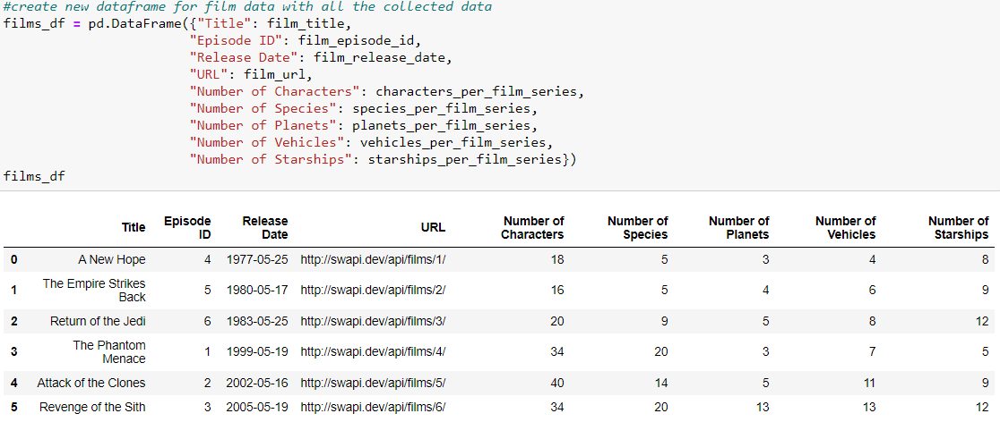 #create new dataframe for film data with all the collected data
films_df = pd.DataFrame({"Title": film_title,
"Episode ID": film_episode_id,
"Release Date": film_release_date,
"URL": film_url,
"Number of Characters": characters_per_film_series,
"Number of Species": species_per_film_series,
"Number of Planets": planets_per_film_series,
"Number of Vehicles": vehicles_per_film_series,
"Number of Starships": starships_per_film_series})
films_df
Title Episode ID Release Date URL Number of Characters Number of Species Number of Planets Number of Vehicles Number of Starships
0 A New Hope 4 1977-05-25 http://swapi.dev/api/films/1/ 18 5 3 4 8
1 The Empire Strikes Back 5 1980-05-17 http://swapi.dev/api/films/2/ 16 5 4 6 9
2 Return of the Jedi 6 1983-05-25 http://swapi.dev/api/films/3/ 20 9 5 8 12
3 The Phantom Menace 1 1999-05-19 http://swapi.dev/api/films/4/ 34 20 3 7 5
4 Attack of the Clones 2 2002-05-16 http://swapi.dev/api/films/5/ 40 14 5 11 9
5 Revenge of the Sith 3 2005-05-19 http://swapi.dev/api/films/6/ 34 20 13 13 12